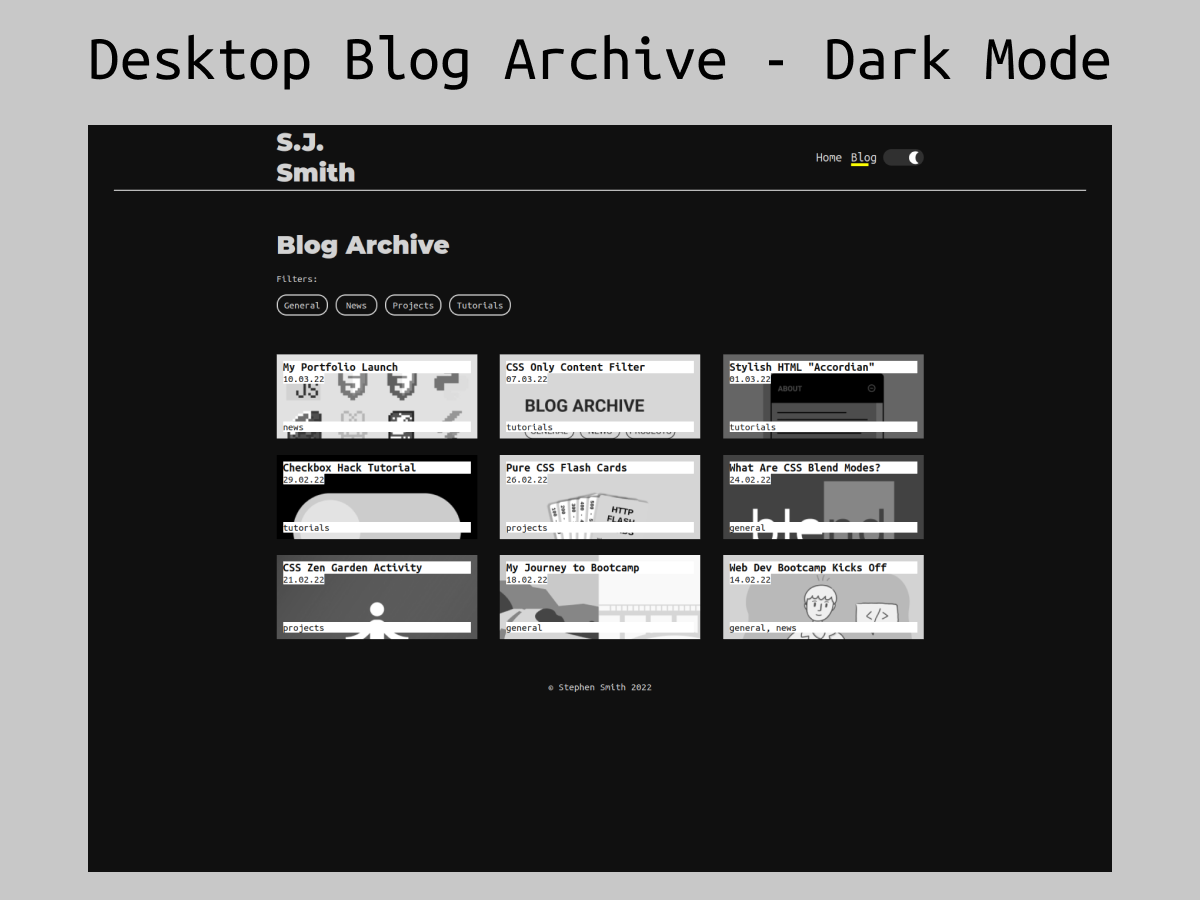 Desktop Blog Archive - Dark Mode
S.J.
Smith
Home Blog
Blog Archive
Filters:
General News Projects Tutorials
My Portfolio Launch
10.03.22
JS
news
CSS Only Content Filter
07.03.22
BLOG ARCHIVE
GENERAL NEWS PROJECTS
tutorials
Stylish HTML "Accordian"
01.03.22
ABOUT
tutorials
Checkbox Hack Tutorial
29.02.22
tutorials
Pure CSS Flash Cards
26.02.22
HTTP
FLASH
projects
What Are CSS Blend Modes?
24.02.22
blend
general
CSS Zen Garden Activity
21.02.22
projects
My Journey to Bootcamp
18.02.22
general
Web Dev Bootcamp Kicks Off
14.02.22
</>
general, news
© Stephen Smith 2022